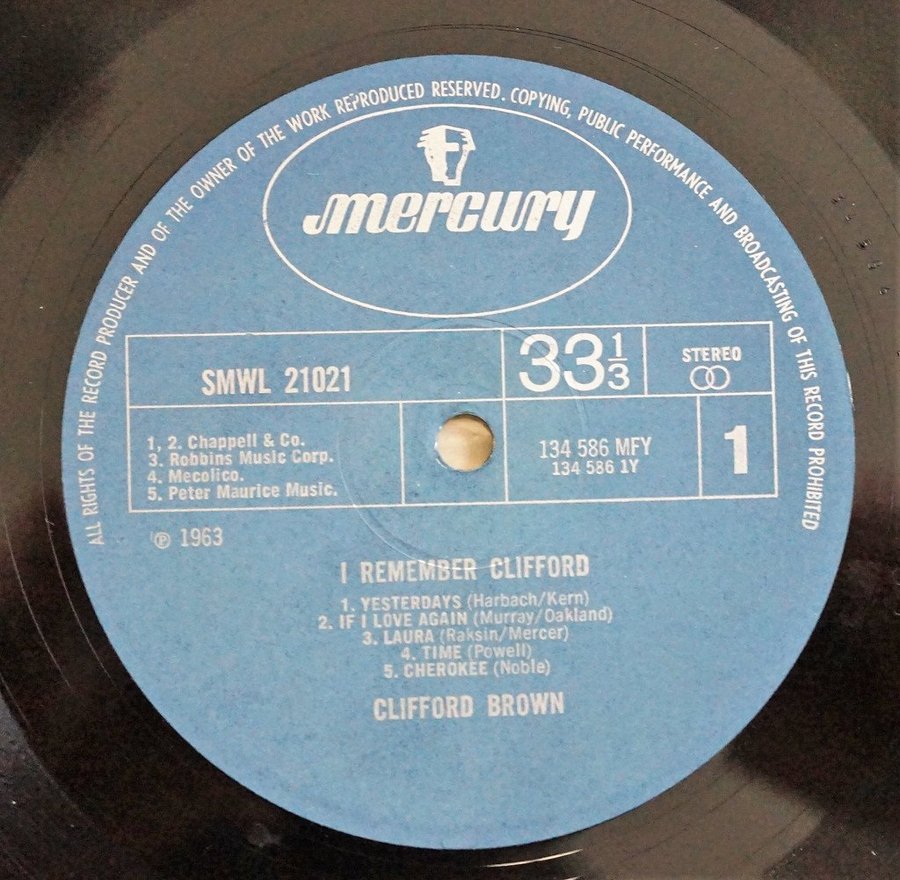 ALL RIGHTS OF THE RECORD PRODUCER AND OF THE OWNER OF THE WORK REPRODUCED RESERVED. COPYING, PUBLIC PERFORMANCE AND BROADCASTING OF THIS RECORD PROHIBITED
mercury
SMWL 21021
33 1/3
STEREO
1, 2. Chappell & Co.
3. Robbins Music Corp.
4. Mecolico.
5. Peter Maurice Music.
134 586 MFY
134 586 1Y
1
℗ 1963
I REMEMBER CLIFFORD
1. YESTERDAYS (Harbach/Kern)
2. IF I LOVE AGAIN (Murray/Oakland)
3. LAURA (Raksin/Mercer)
4. TIME (Powell)
5. CHEROKEE (Noble)
CLIFFORD BROWN